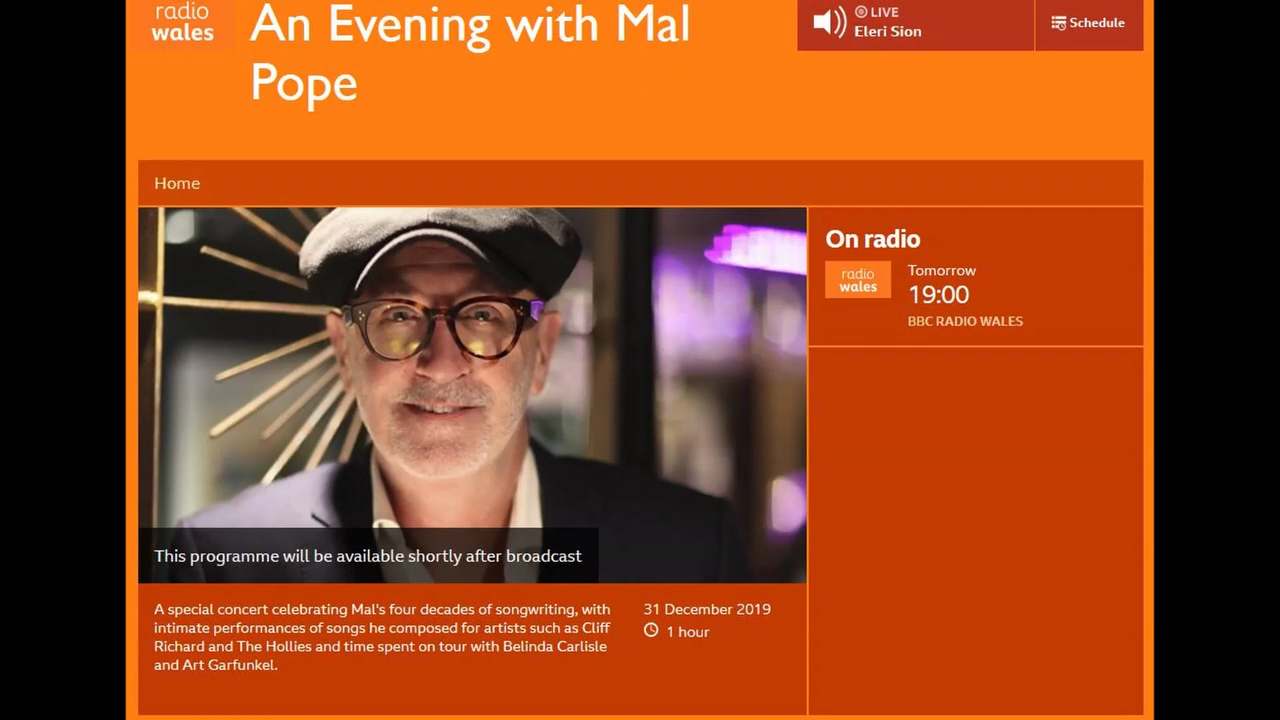 radio
wales
An Evening with Mal
Pope
LIVE
Eleri Sion
Schedule
Home
On radio
radio
wales
Tomorrow
19:00
BBC RADIO WALES
This programme will be available shortly after broadcast
A special concert celebrating Mal's four decades of songwriting, with
intimate performances of songs he composed for artists such as Cliff
Richard and The Hollies and time spent on tour with Belinda Carlisle
and Art Garfunkel.
31 December 2019
1 hour